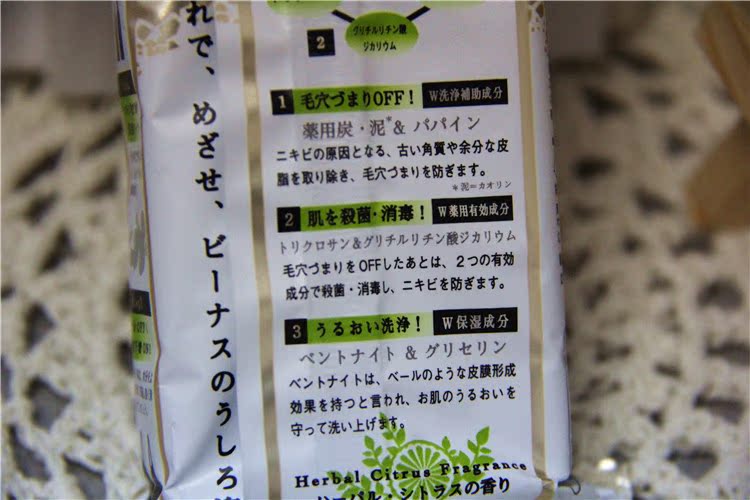 グリチルリチン酸
ジカリウム
2
1 毛穴づまりOFF! W洗浄補助成分
薬用炭・泥*& パパイン
ニキビの原因となる、古い角質や余分な皮
脂を取り除き、毛穴づまりを防ぎます。
*泥=カオリン
2 肌を殺菌・消毒! W薬用有効成分
トリクロサン&グリチルリチン酸ジカリウム
毛穴づまりをOFFしたあとは、2つの有効
成分で殺菌・消毒し、ニキビを防ぎます。
3 うるおい洗浄! W保湿成分
ベントナイト & グリセリン
ベントナイトは、ベールのような皮膜形成
効果を持つと言われ、お肌のうるおいを
守って洗い上げます。
Herbal Citrus Fragrance
ハーバル・シトラスの香り
れで、めざせ、ビーナスのうしろ